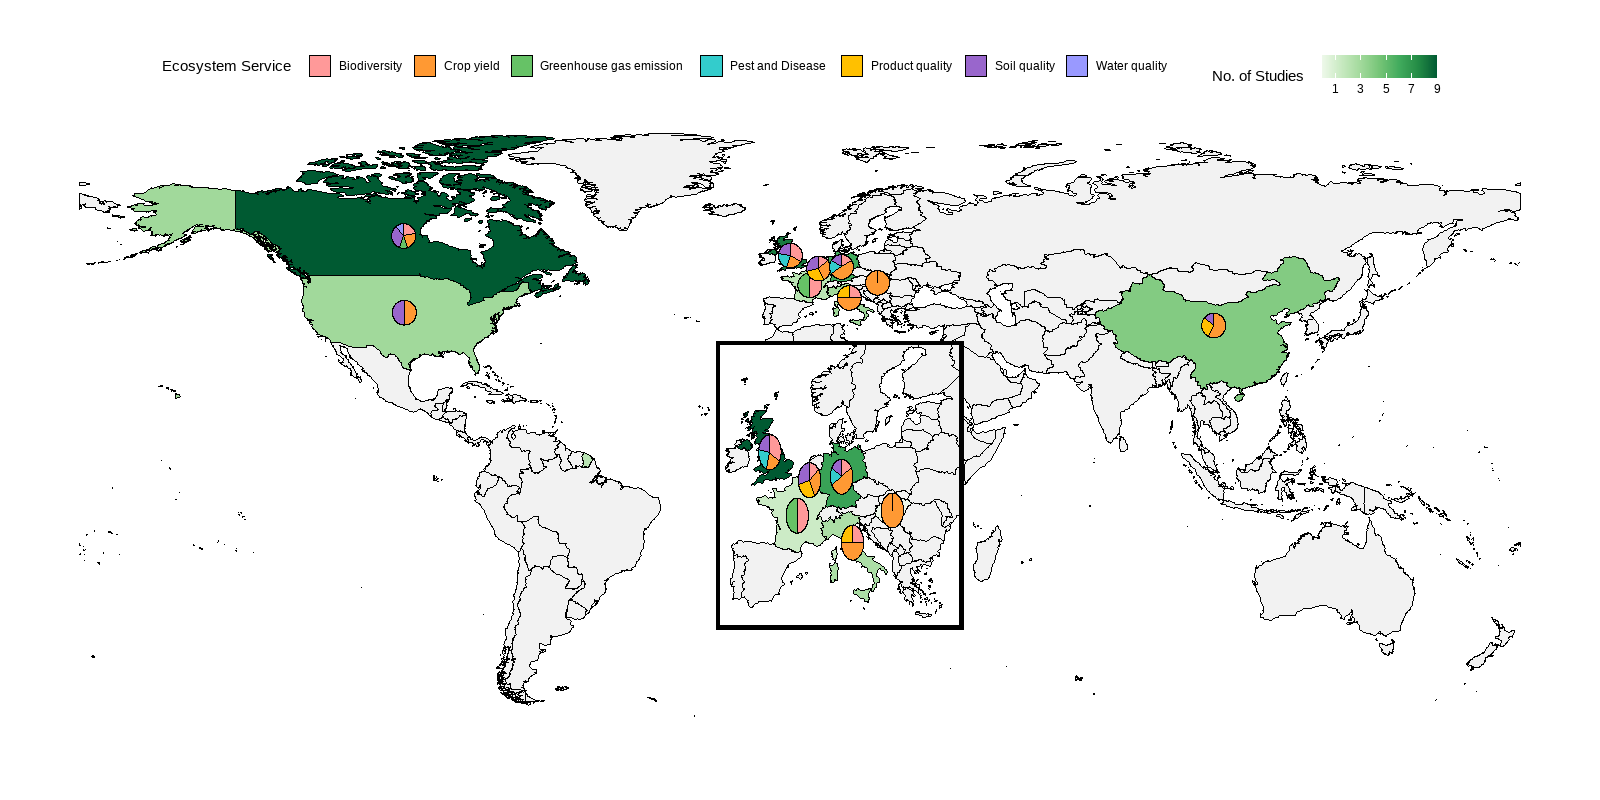 Ecosystem Service Biodiversity Crop yield Greenhouse gas emission Pest and Disease Product quality Soil quality Water quality
No. of Studies
1 3 5 7 9